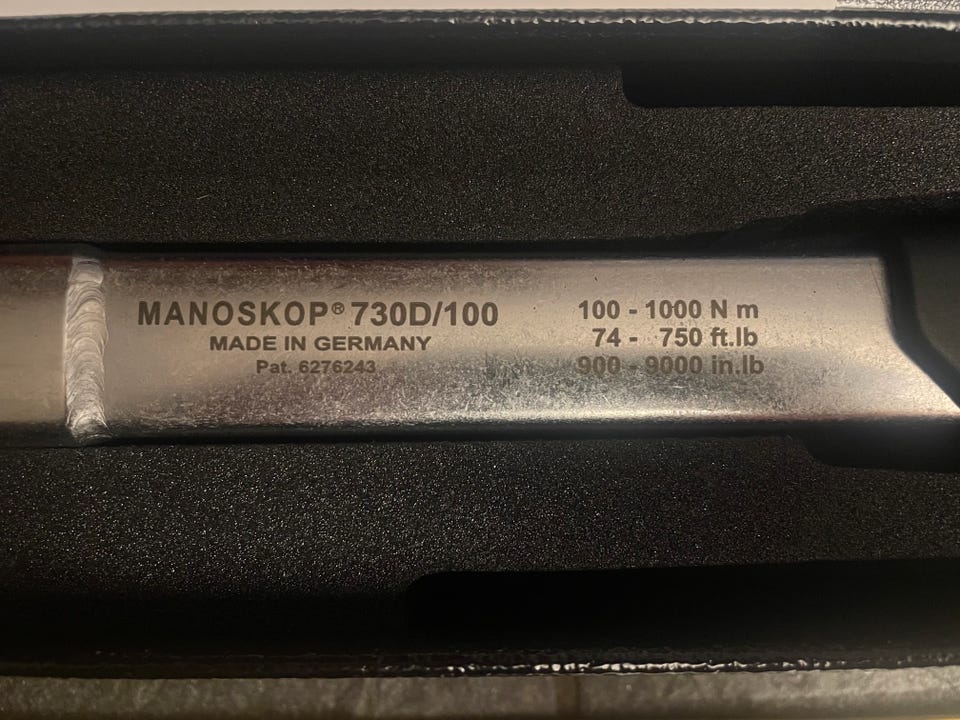 MANOSKOP® 730D/100
MADE IN GERMANY
Pat. 6276243
100 - 1000 N m
74 - 750 ft.lb
900 - 9000 in.lb